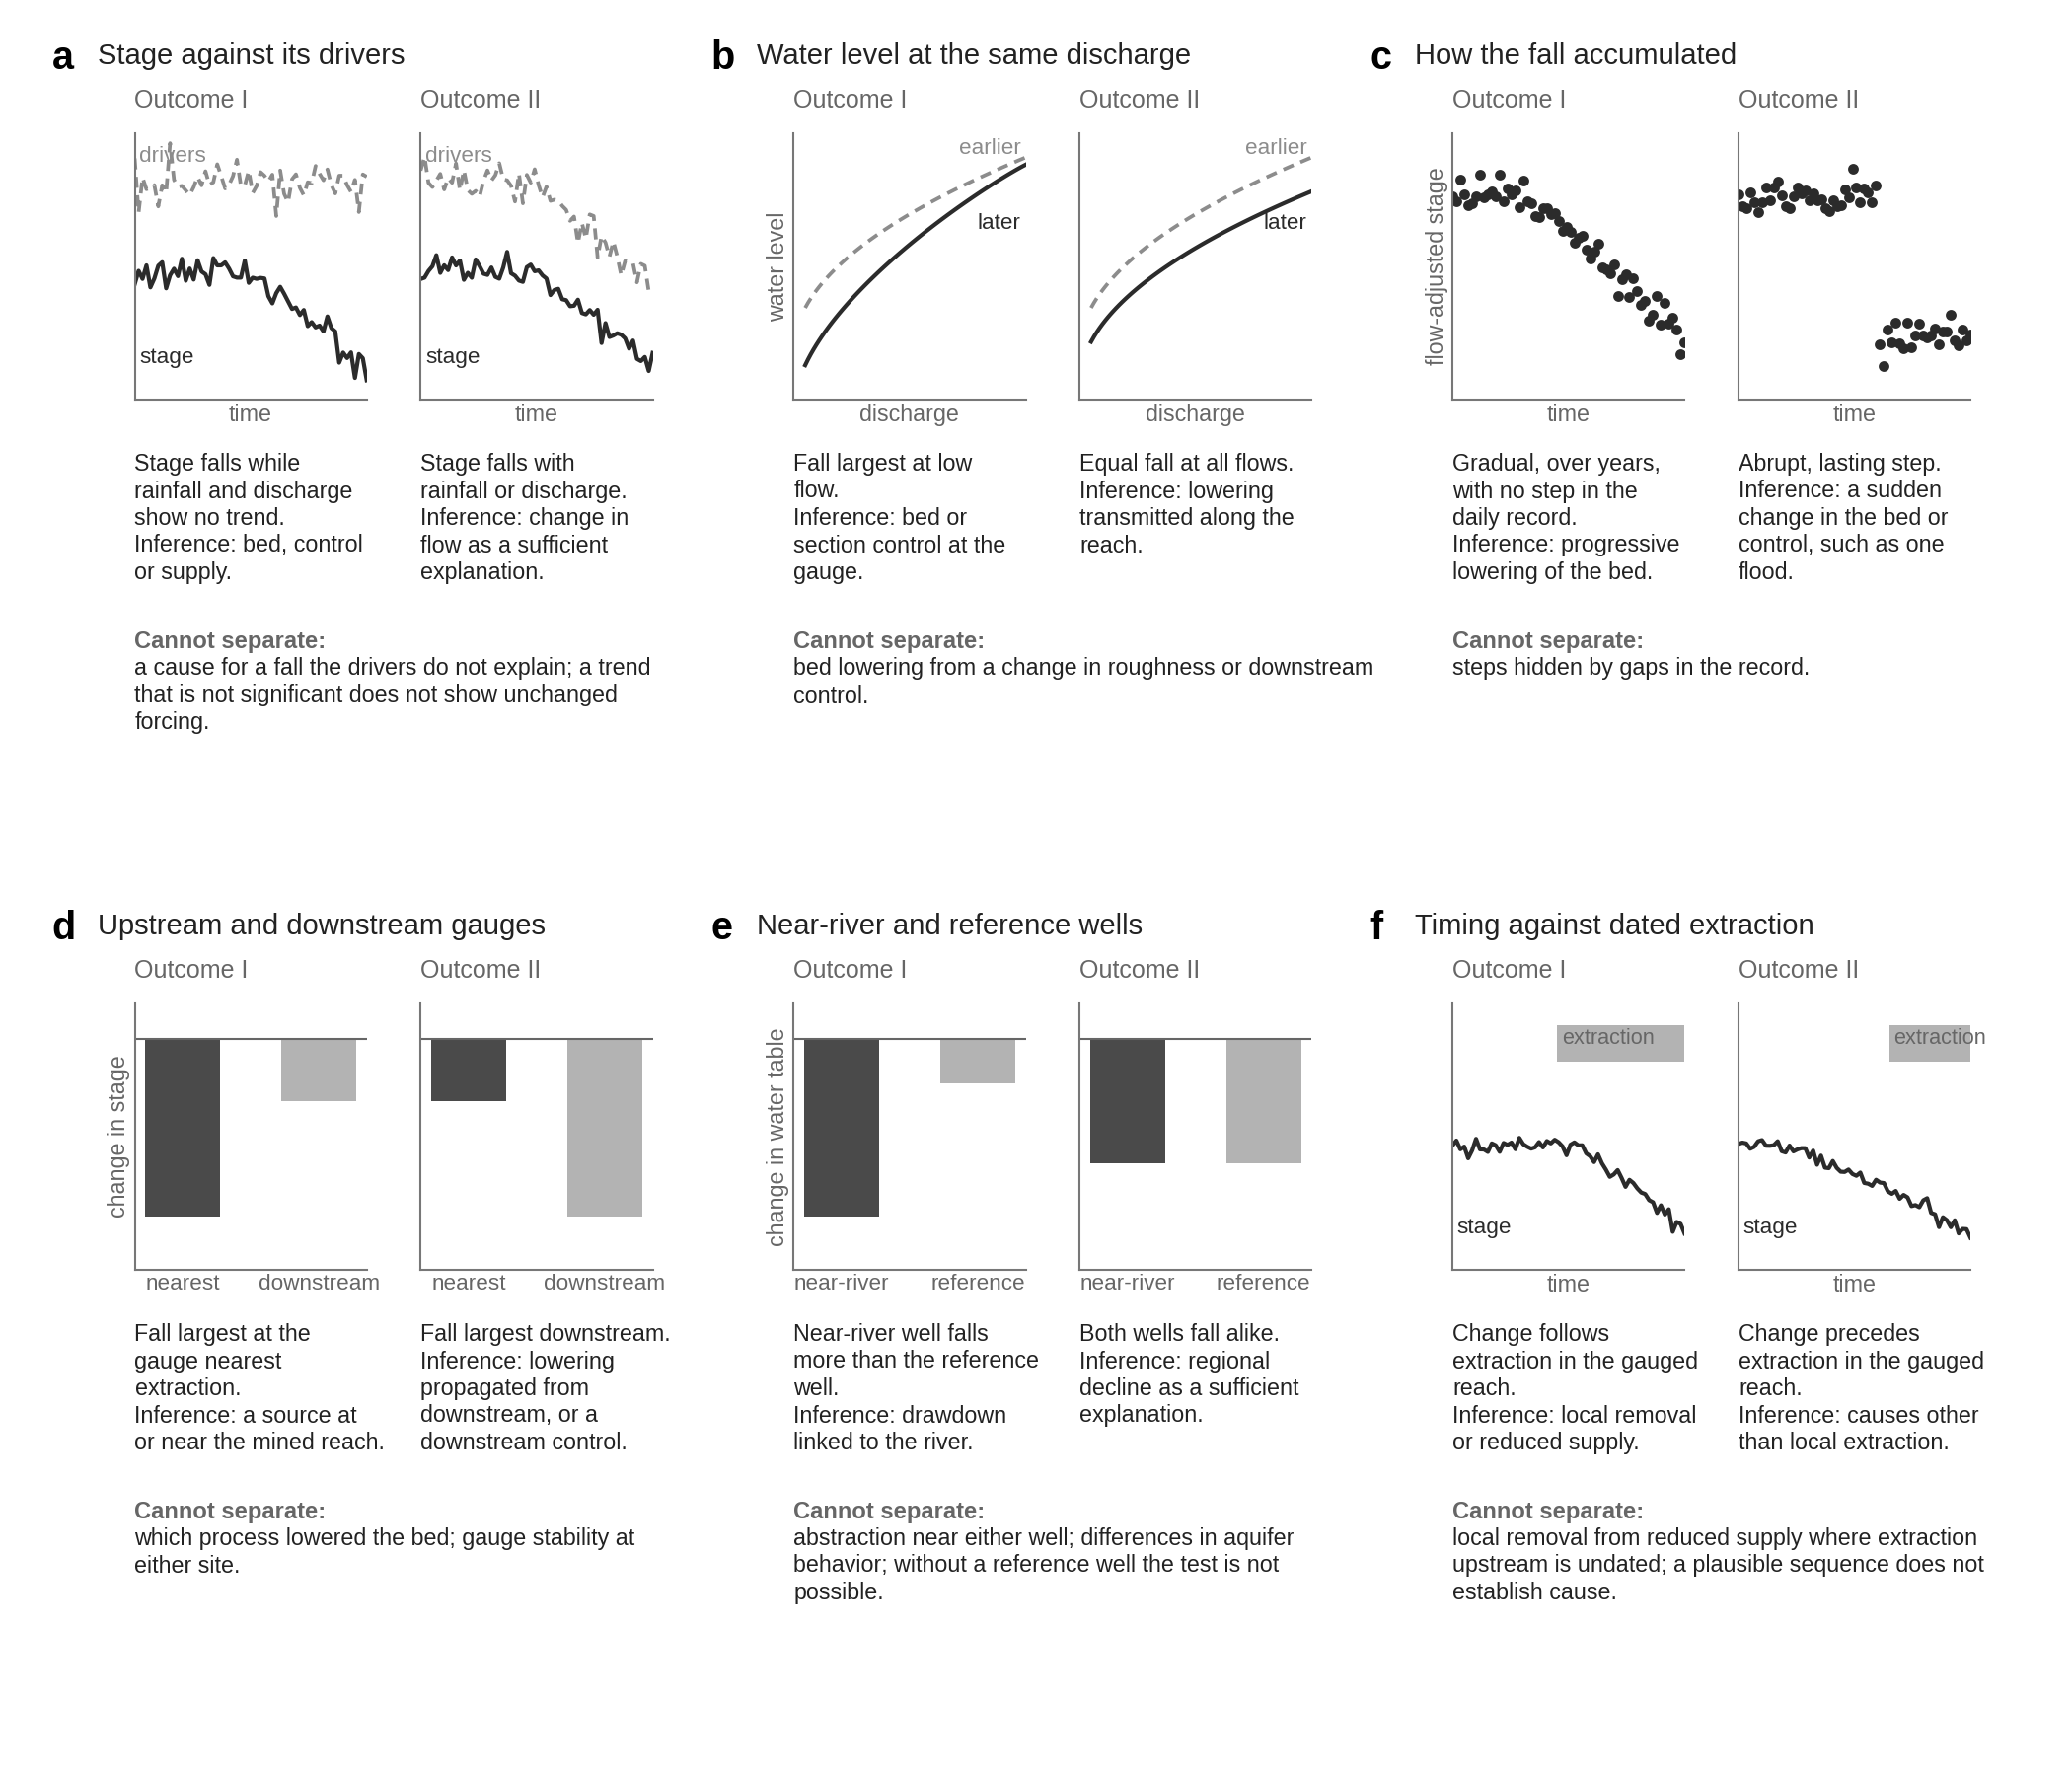 a Stage against its drivers
Outcome I
drivers
stage
time
Stage falls while
rainfall and discharge
show no trend.
Inference: bed, control
or supply.
Outcome II
drivers
stage
time
Stage falls with
rainfall or discharge.
Inference: change in
flow as a sufficient
explanation.
Cannot separate:
a cause for a fall the drivers do not explain; a trend
that is not significant does not show unchanged
forcing.
b Water level at the same discharge
Outcome I
water level
earlier
later
discharge
Fall largest at low
flow.
Inference: bed or
section control at the
gauge.
Outcome II
earlier
later
discharge
Equal fall at all flows.
Inference: lowering
transmitted along the
reach.
Cannot separate:
bed lowering from a change in roughness or downstream
control.
c How the fall accumulated
Outcome I
flow-adjusted stage
time
Gradual, over years,
with no step in the
daily record.
Inference: progressive
lowering of the bed.
Outcome II
time
Abrupt, lasting step.
Inference: a sudden
change in the bed or
control, such as one
flood.
Cannot separate:
steps hidden by gaps in the record.
d Upstream and downstream gauges
Outcome I
change in stage
nearest downstream
Fall largest at the
gauge nearest
extraction.
Inference: a source at
or near the mined reach.
Outcome II
nearest downstream
Fall largest downstream.
Inference: lowering
propagated from
downstream, or a
downstream control.
Cannot separate:
which process lowered the bed; gauge stability at
either site.
e Near-river and reference wells
Outcome I
change in water table
near-river reference
Near-river well falls
more than the reference
well.
Inference: drawdown
linked to the river.
Outcome II
near-river reference
Both wells fall alike.
Inference: regional
decline as a sufficient
explanation.
Cannot separate:
abstraction near either well; differences in aquifer
behavior; without a reference well the test is not
possible.
f Timing against dated extraction
Outcome I
extraction
stage
time
Change follows
extraction in the gauged
reach.
Inference: local removal
or reduced supply.
Outcome II
extraction
stage
time
Change precedes
extraction in the gauged
reach.
Inference: causes other
than local extraction.
Cannot separate:
local removal from reduced supply where extraction
upstream is undated; a plausible sequence does not
establish cause.